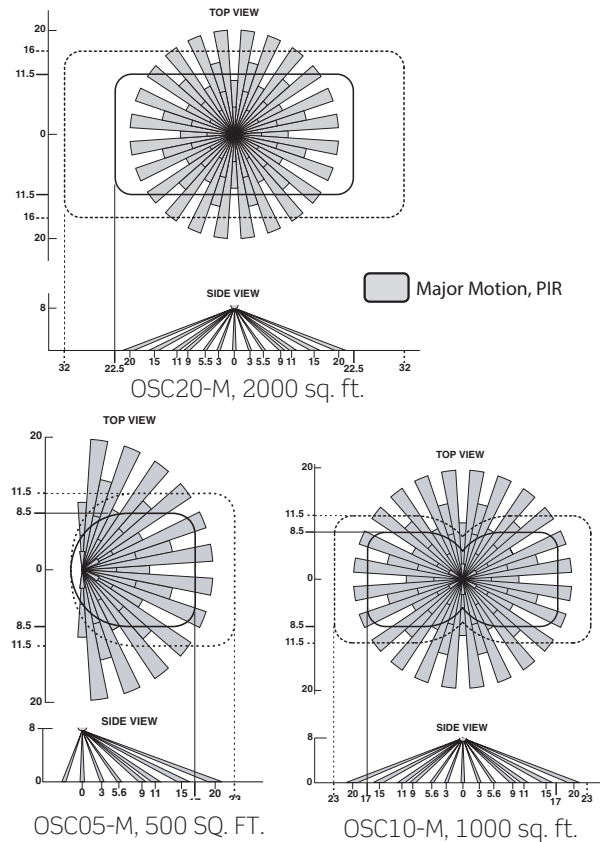 TOP VIEW
20
16
11.5
0
11.5
16
20
Major Motion, PIR
SIDE VIEW
8
32 22.5 20 15 11 9 5.5 3 0 3 5.5 9 11 15 20 22.5 32
OSC20-M, 2000 sq. ft.
TOP VIEW
20
11.5
8.5
0
8.5
11.5
20
SIDE VIEW
8
0
0 3 5.6 9 11 15 17 20 23
OSC05-M, 500 SQ. FT.
TOP VIEW
20
11.5
8.5
0
8.5
11.5
20
SIDE VIEW
8
0
23 20 17 15 11 9 5.6 3 0 3 5.6 9 11 15 17 20 23
OSC10-M, 1000 sq. ft.